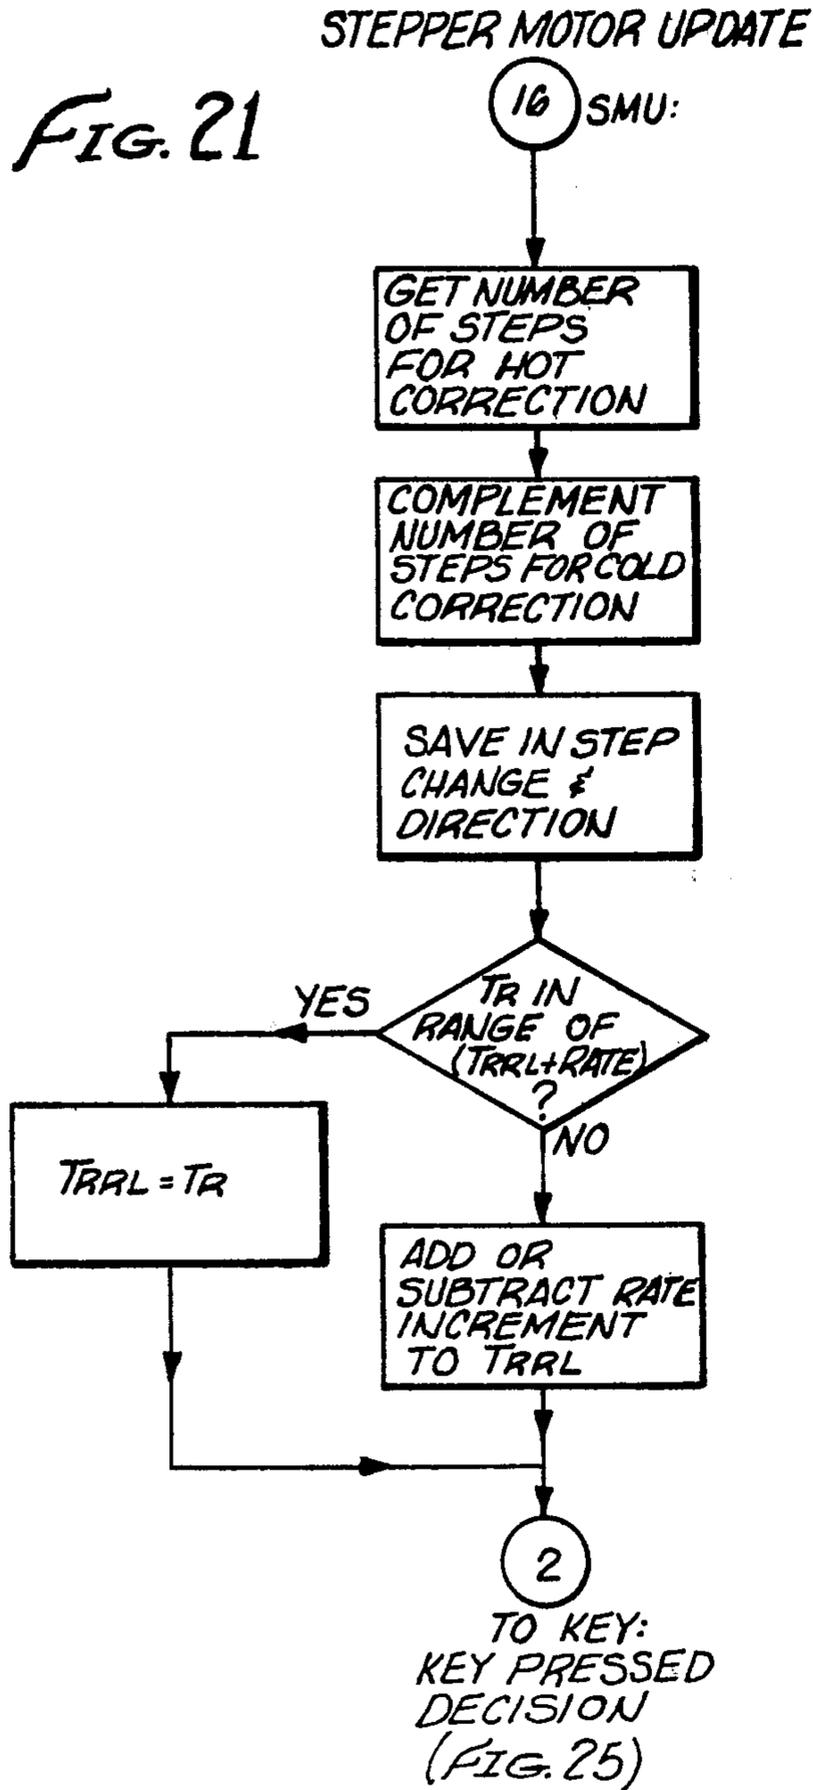 STEPPER MOTOR UPDATE
FIG. 21
16 SMU:
GET NUMBER
OF STEPS
FOR HOT
CORRECTION
COMPLEMENT
NUMBER OF
STEPS FOR COLD
CORRECTION
SAVE IN STEP
CHANGE &
DIRECTION
TR IN
RANGE OF
(TRRL+RATE)
?
YES
NO
TRRL = TR
ADD OR
SUBTRACT RATE
INCREMENT
TO TRRL
2
TO KEY:
KEY PRESSED
DECISION
(FIG. 25)